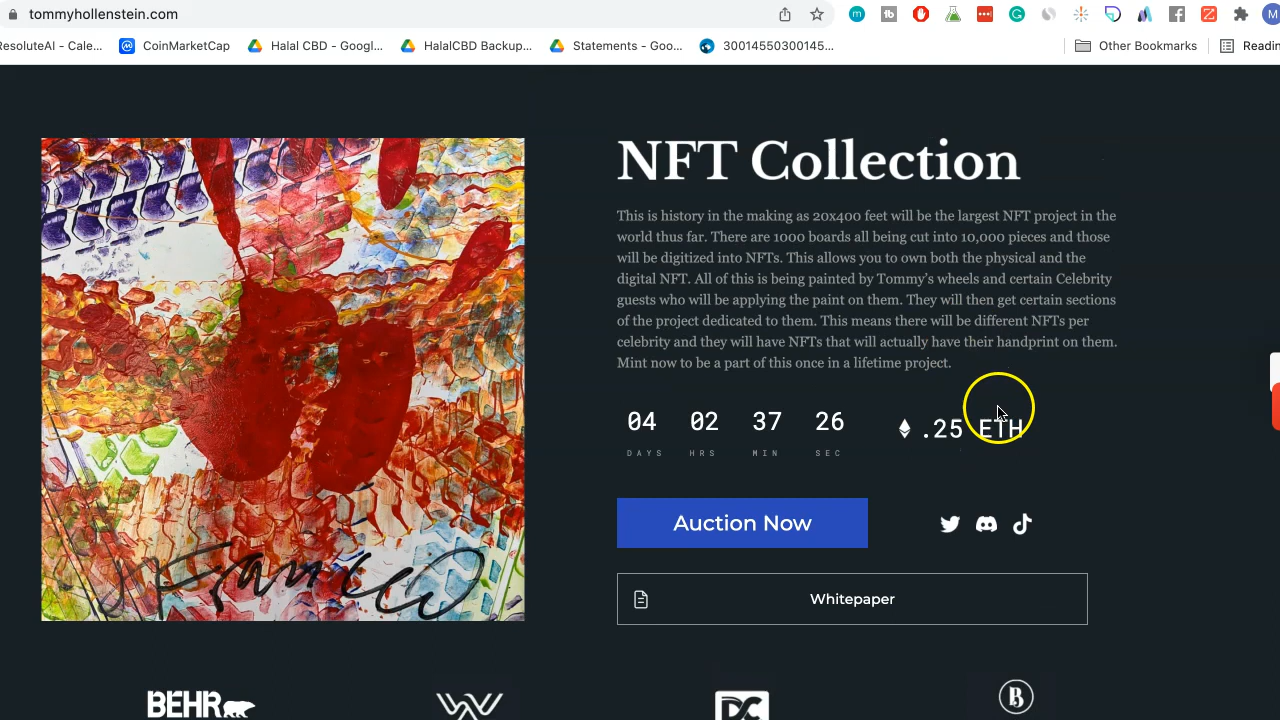 tommyhollenstein.com
ResoluteAI - Cale...
CoinMarketCap
Halal CBD - Googl...
HalalCBD Backup...
Statements - Goo...
30014550300145...
Other Bookmarks
Readin
NFT Collection
This is history in the making as 20x400 feet will be the largest NFT project in the
world thus far. There are 1000 boards all being cut into 10,000 pieces and those
will be digitized into NFTs. This allows you to own both the physical and the
digital NFT. All of this is being painted by Tommy's wheels and certain Celebrity
guests who will be applying the paint on them. They will then get certain sections
of the project dedicated to them. This means there will be different NFTs per
celebrity and they will have NFTs that will actually have their handprint on them.
Mint now to be a part of this once in a lifetime project.
04 02 37 26
DAYS HRS MIN SEC
.25 ETH
Auction Now
Whitepaper
BEHR
DC
B